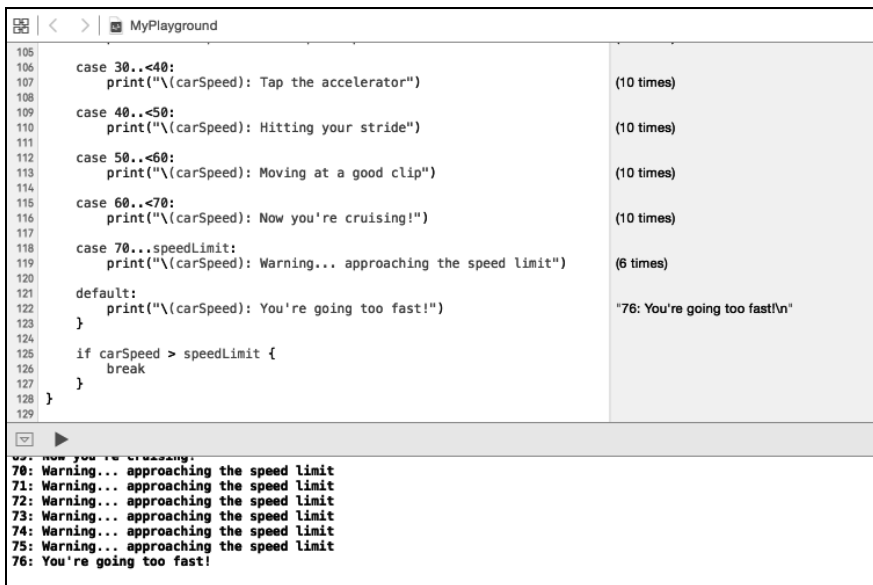 MyPlayground
105
106 case 30..<40:
107 print("\(carSpeed): Tap the accelerator") (10 times)
108
109 case 40..<50:
110 print("\(carSpeed): Hitting your stride") (10 times)
111
112 case 50..<60:
113 print("\(carSpeed): Moving at a good clip") (10 times)
114
115 case 60..<70:
116 print("\(carSpeed): Now you're cruising!") (10 times)
117
118 case 70...speedLimit:
119 print("\(carSpeed): Warning... approaching the speed limit") (6 times)
120
121 default:
122 print("\(carSpeed): You're going too fast!") "76: You're going too fast!\n"
123 }
124
125 if carSpeed > speedLimit {
126 break
127 }
128 }
129
69: Now you're cruising!
70: Warning... approaching the speed limit
71: Warning... approaching the speed limit
72: Warning... approaching the speed limit
73: Warning... approaching the speed limit
74: Warning... approaching the speed limit
75: Warning... approaching the speed limit
76: You're going too fast!